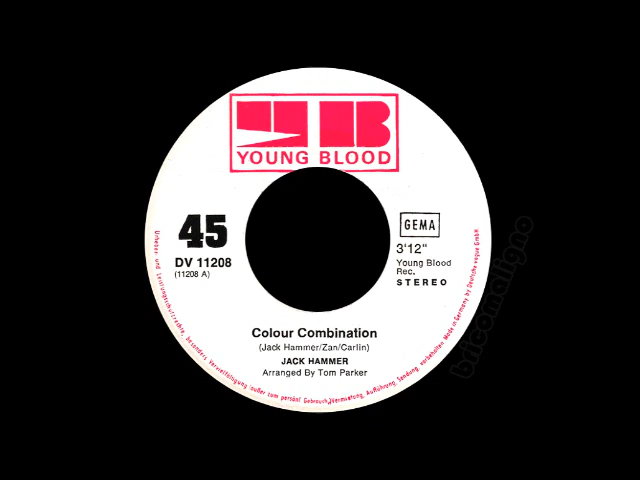 YB
YOUNG BLOOD
45
DV 11208
(11208 A)
GEMA
3'12"
Young Blood
Rec.
STEREO
Colour Combination
(Jack Hammer/Zan/Carlin)
JACK HAMMER
Arranged By Tom Parker
Urheber- und Leistungsschutzrechte, besonders Vervielfältigung (außer zum persönl Gebrauch), Vermietung, Aufführung, Sendung, vorbehalten Made in Germany by Deutsche vogue GmbH
bricomaligno